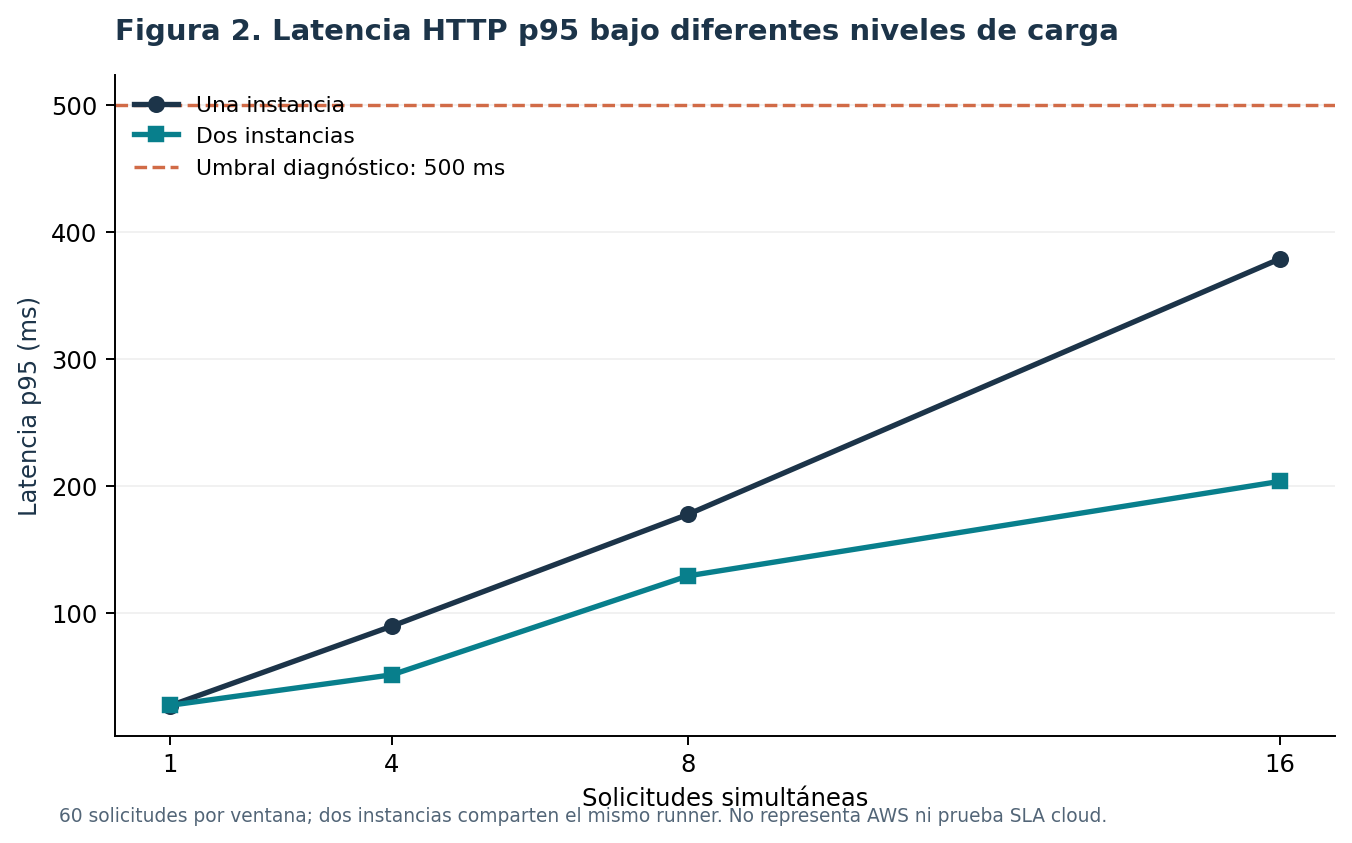 Figura 2. Latencia HTTP p95 bajo diferentes niveles de carga
Una instancia
Dos instancias
Umbral diagnóstico: 500 ms
Latencia p95 (ms)
500
400
300
200
100
1 4 8 16
Solicitudes simultáneas
60 solicitudes por ventana; dos instancias comparten el mismo runner. No representa AWS ni prueba SLA cloud.